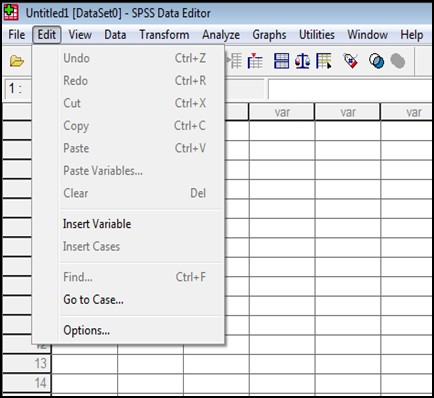 Untitled1 [DataSet0] - SPSS Data Editor
File Edit View Data Transform Analyze Graphs Utilities Window Help
1 :
Undo Ctrl+Z
Redo Ctrl+R
Cut Ctrl+X
Copy Ctrl+C
Paste Ctrl+V
Paste Variables...
Clear Del
Insert Variable
Insert Cases
Find... Ctrl+F
Go to Case...
Options...
var var var
13
14